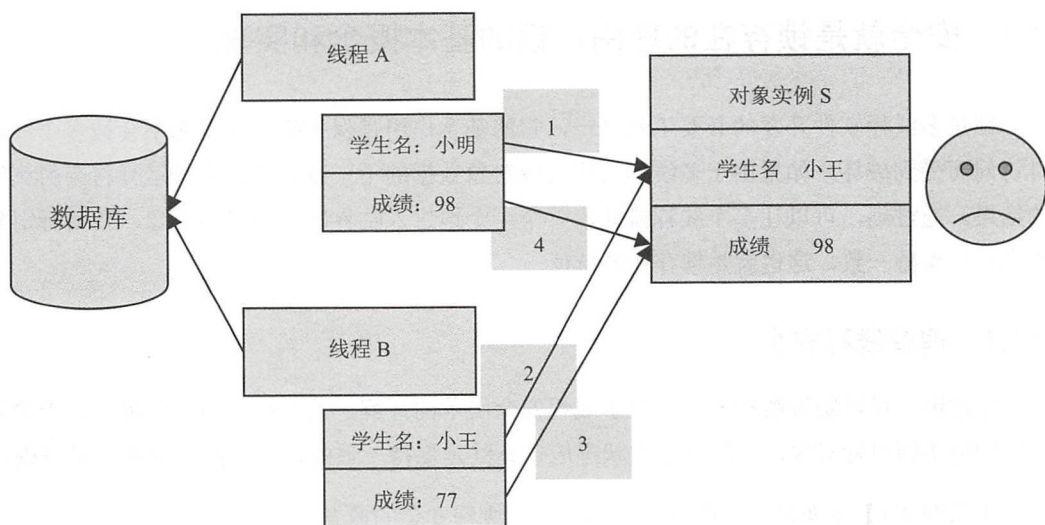 线程 A
对象实例 S
学生名：小明
1
学生名 小王
数据库
成绩：98
4
成绩 98
线程 B
2
学生名：小王
3
成绩：77